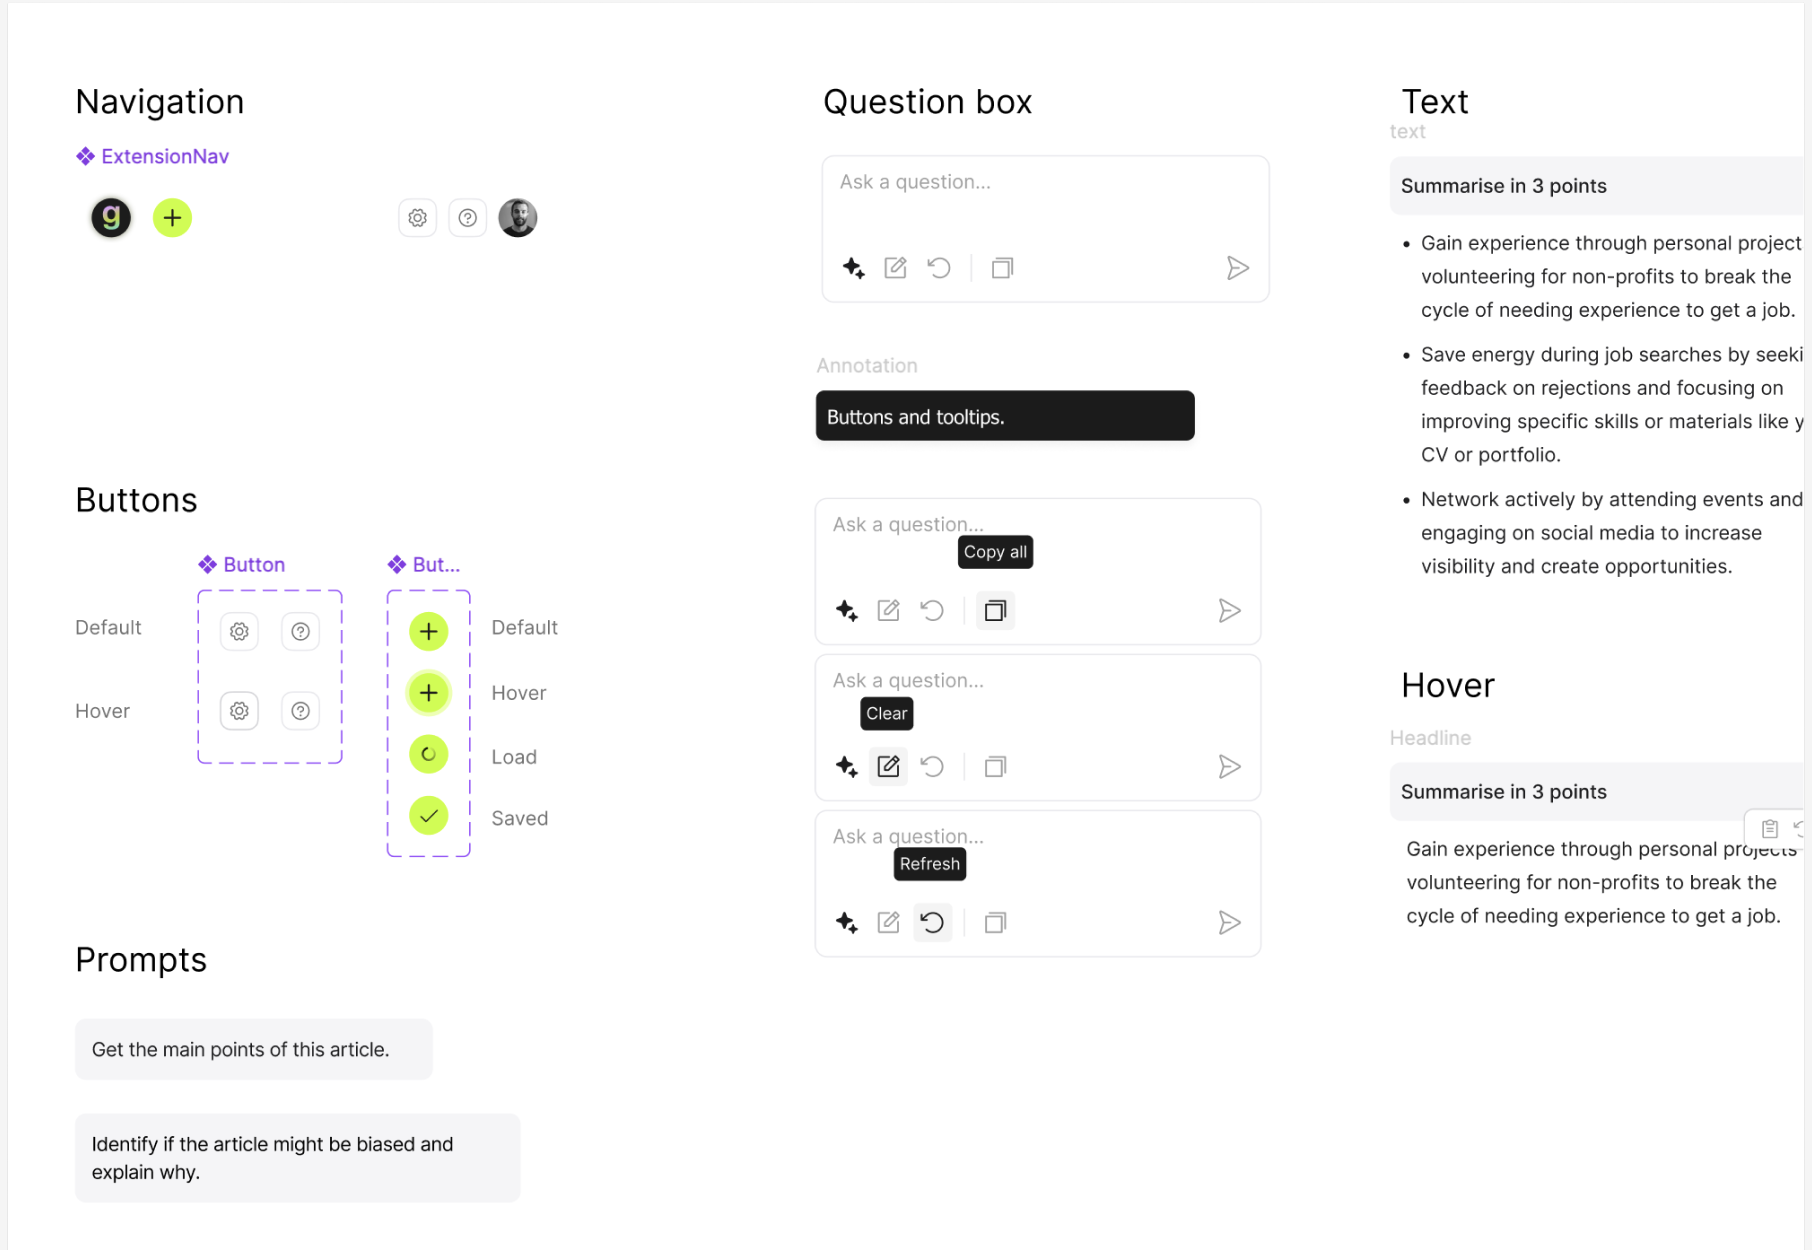 Navigation
ExtensionNav
g
Buttons
Button
But...
Default
Default
Hover
Hover
Load
Saved
Prompts
Get the main points of this article.
Identify if the article might be biased and
explain why.
Question box
Ask a question...
Annotation
Buttons and tooltips.
Ask a question...
Copy all
Ask a question...
Clear
Ask a question...
Refresh
Text
text
Summarise in 3 points
• Gain experience through personal project
volunteering for non-profits to break the
cycle of needing experience to get a job.
• Save energy during job searches by seeki
feedback on rejections and focusing on
improving specific skills or materials like y
CV or portfolio.
• Network actively by attending events and
engaging on social media to increase
visibility and create opportunities.
Hover
Headline
Summarise in 3 points
Gain experience through personal projects
volunteering for non-profits to break the
cycle of needing experience to get a job.